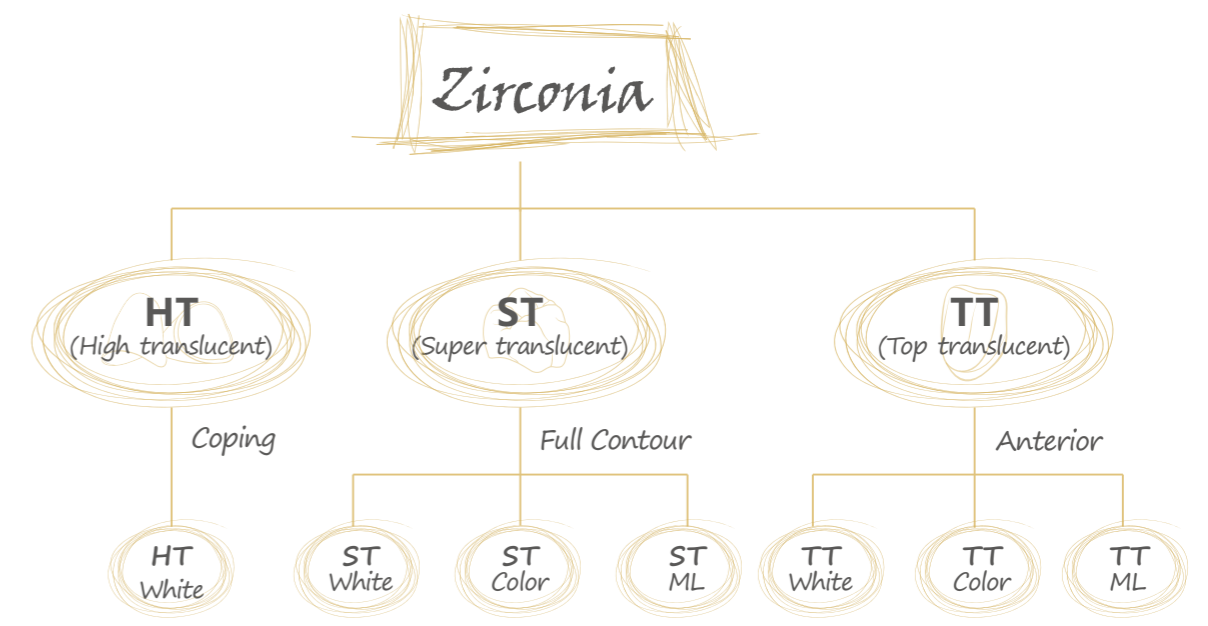 Zirconia
HT
(High translucent)
ST
(Super translucent)
TT
(Top translucent)
Coping
Full Contour
Anterior
HT
White
ST
White
ST
Color
ST
ML
TT
White
TT
Color
TT
ML